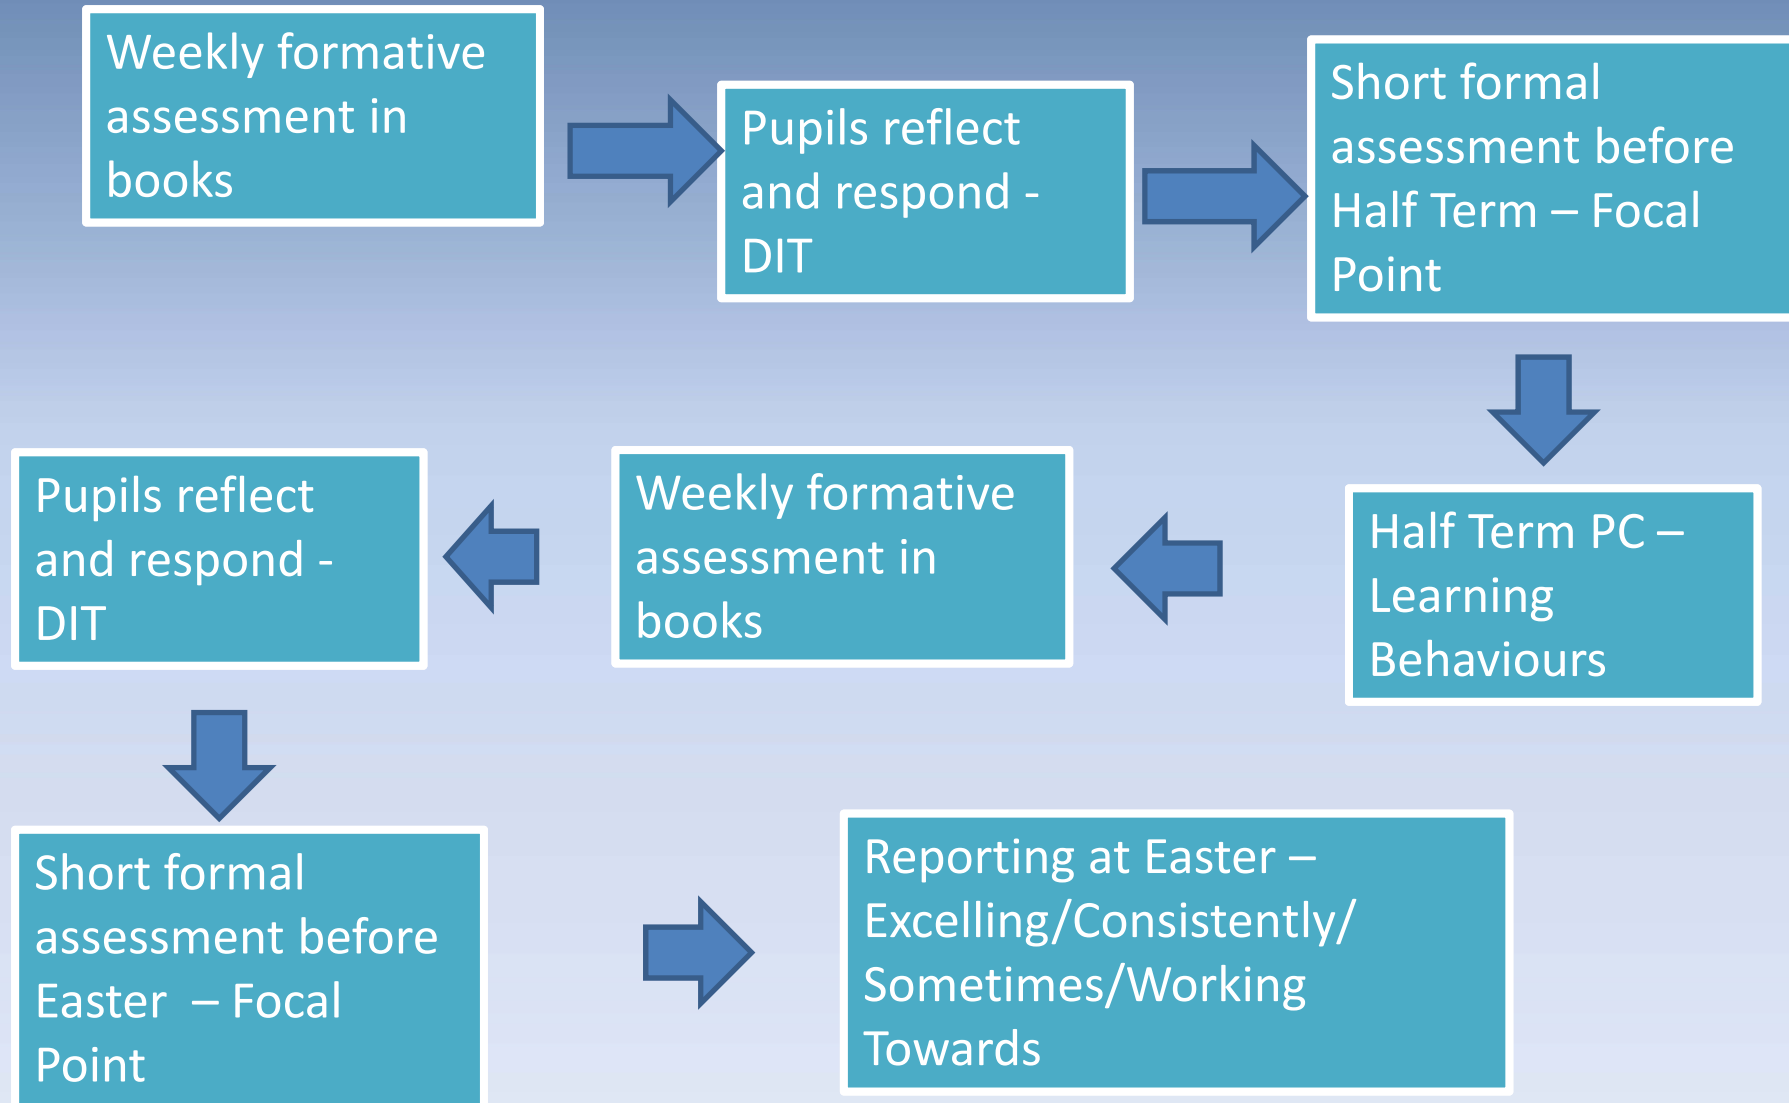 Weekly formative
assessment in
books
Pupils reflect
and respond -
DIT
Short formal
assessment before
Half Term – Focal
Point
Half Term PC –
Learning
Behaviours
Weekly formative
assessment in
books
Pupils reflect
and respond -
DIT
Short formal
assessment before
Easter  – Focal
Point
Reporting at Easter –
Excelling/Consistently/
Sometimes/Working
Towards